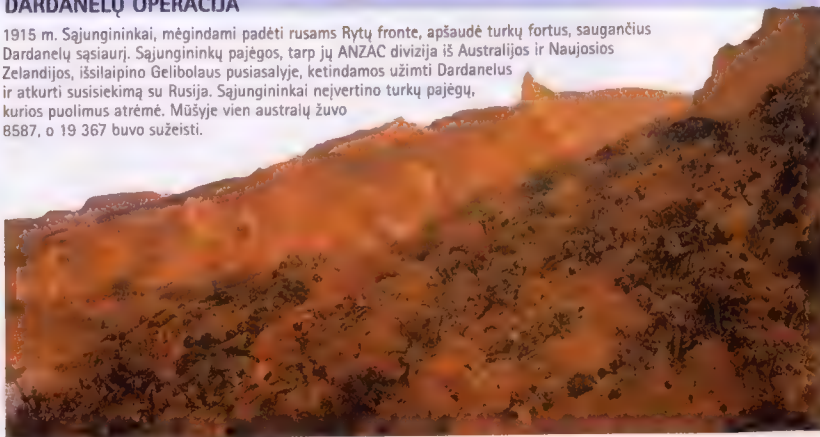 DARDANELŲ OPERACIJA
1915 m. Sąjungininkai, mėgindami padėti rusams Rytų fronte, apšaudė turkų fortus, saugančius
Dardanelų sąsiaurį. Sąjungininkų pajėgos, tarp jų ANZAC divizija iš Australijos ir Naujosios
Zelandijos, išsilaipino Gelibolaus pusiasalyje, ketindamos užimti Dardanelus
ir atkurti susisiekimą su Rusija. Sąjungininkai neįvertino turkų pajėgų,
kurios puolimus atrėmė. Mūšyje vien australų žuvo
8587, o 19 367 buvo sužeisti.